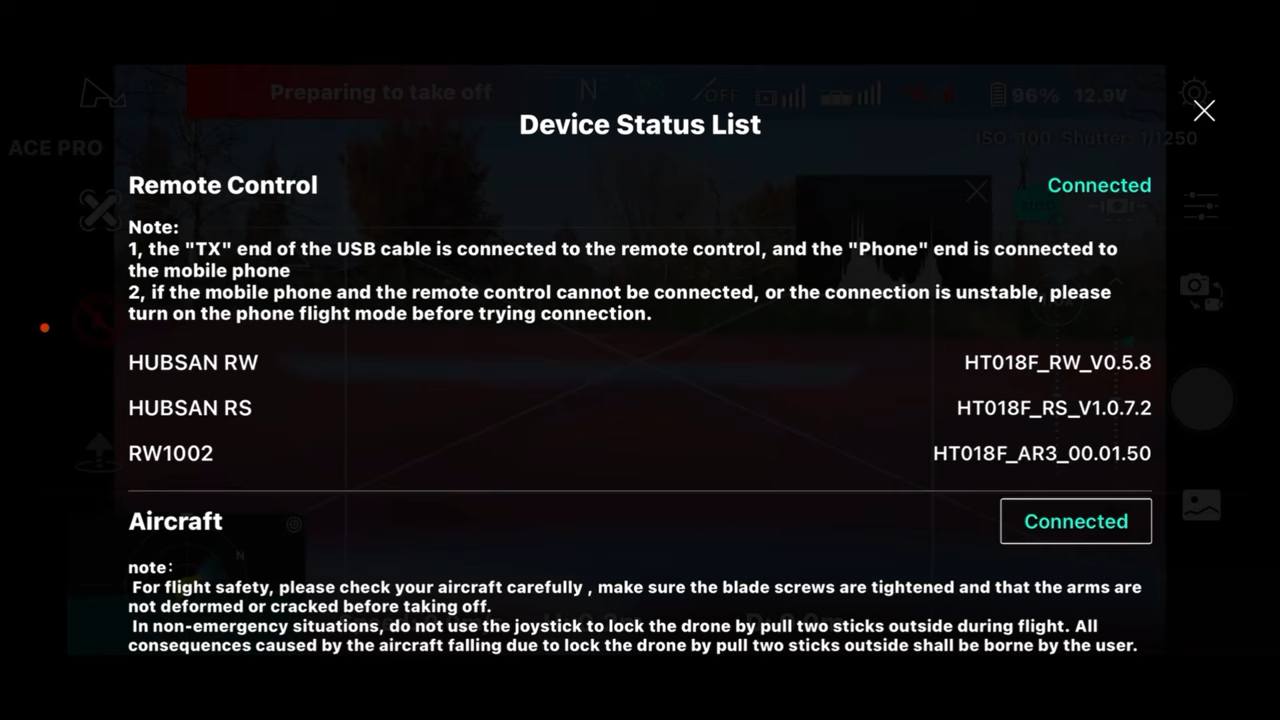 Preparing to take off
N
OFF
96%
12.9V
Device Status List
ISO 100 Shutter: 1/1250
ACE PRO
Remote Control
Connected
Note:
1, the "TX" end of the USB cable is connected to the remote control, and the "Phone" end is connected to
the mobile phone
2, if the mobile phone and the remote control cannot be connected, or the connection is unstable, please
turn on the phone flight mode before trying connection.
HUBSAN RW
HT018F_RW_V0.5.8
HUBSAN RS
HT018F_RS_V1.0.7.2
RW1002
HT018F_AR3_00.01.50
Aircraft
Connected
N
note:
For flight safety, please check your aircraft carefully , make sure the blade screws are tightened and that the arms are
not deformed or cracked before taking off.
In non-emergency situations, do not use the joystick to lock the drone by pull two sticks outside during flight. All
consequences caused by the aircraft falling due to lock the drone by pull two sticks outside shall be borne by the user.